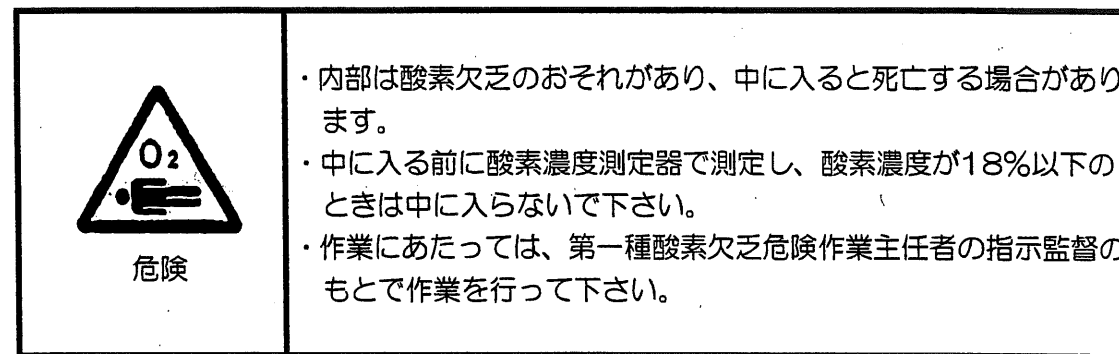 O2
危険
・内部は酸素欠乏のおそれがあり、中に入ると死亡する場合があり
ます。
・中に入る前に酸素濃度測定器で測定し、酸素濃度が18%以下の
ときは中に入らないで下さい。
・作業にあたっては、第一種酸素欠乏危険作業主任者の指示監督の
もとで作業を行って下さい。